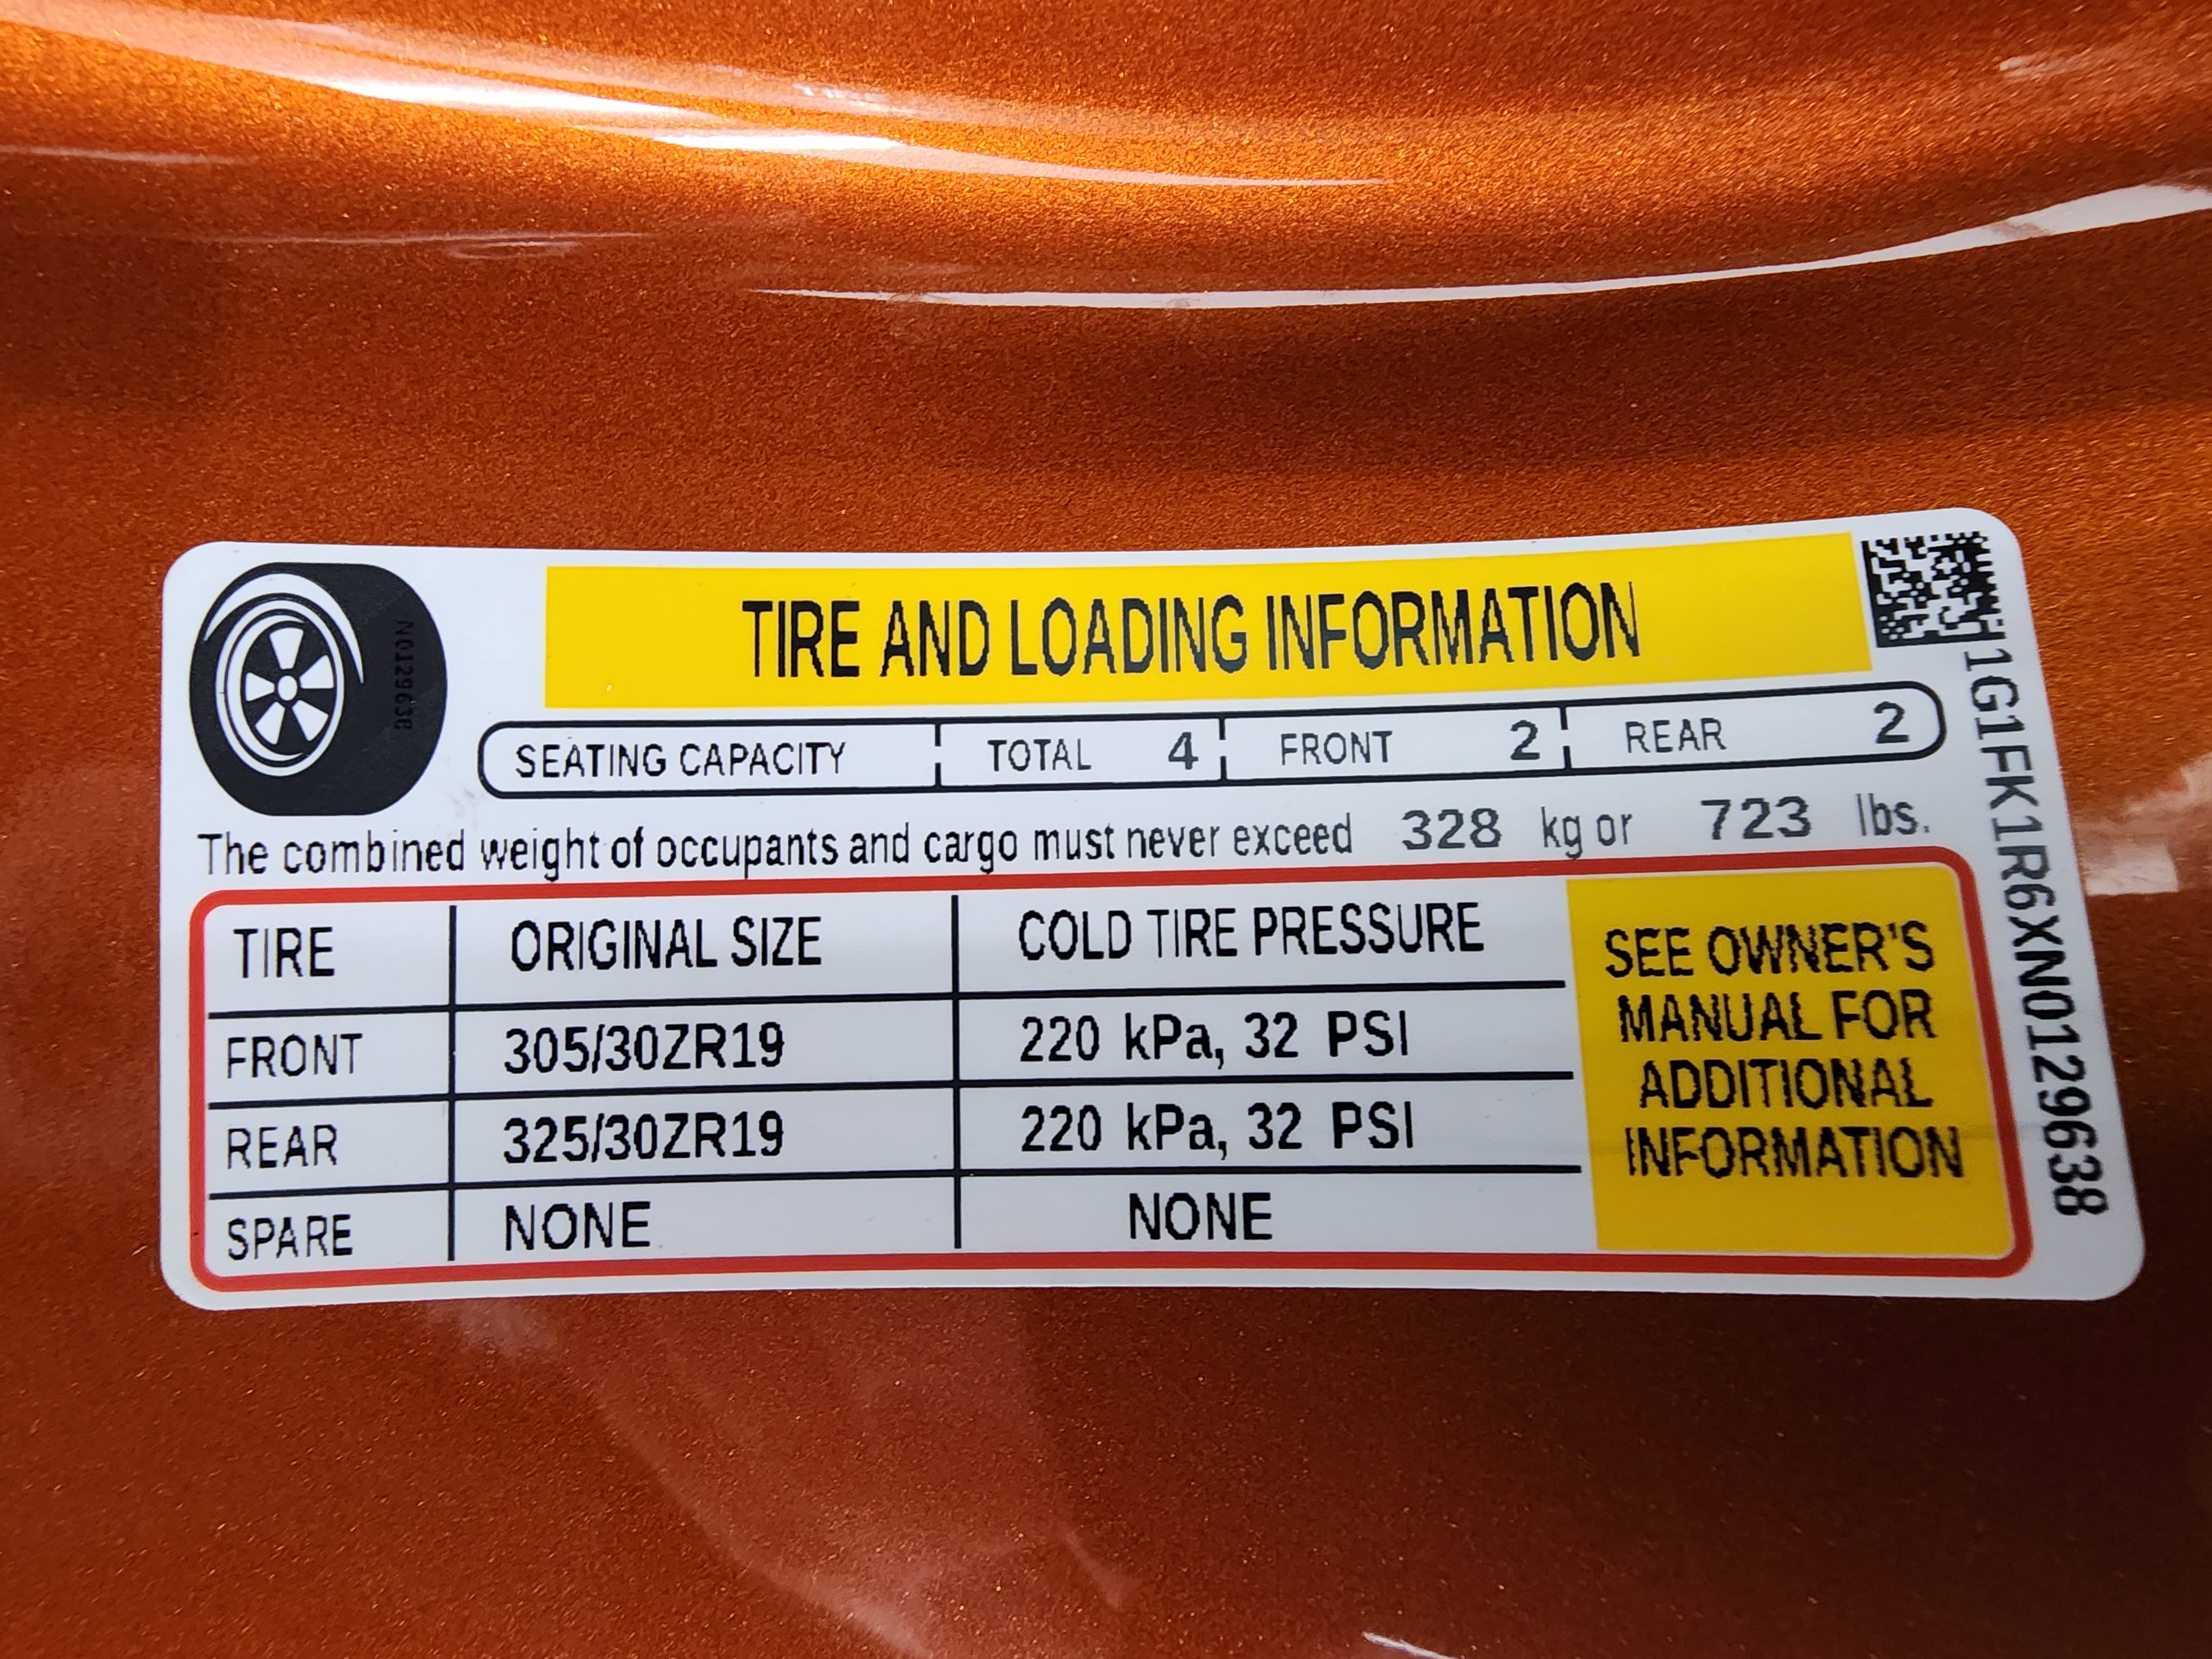 TIRE AND LOADING INFORMATION
SEATING CAPACITY TOTAL 4 FRONT 2 REAR 2
The combined weight of occupants and cargo must never exceed 328 kg or 723 lbs.
TIRE ORIGINAL SIZE COLD TIRE PRESSURE
FRONT 305/30ZR19 220 kPa, 32 PSI
REAR 325/30ZR19 220 kPa, 32 PSI
SPARE NONE NONE
SEE OWNER'S
MANUAL FOR
ADDITIONAL
INFORMATION
1G1FK1R6XN0129638
N0129638